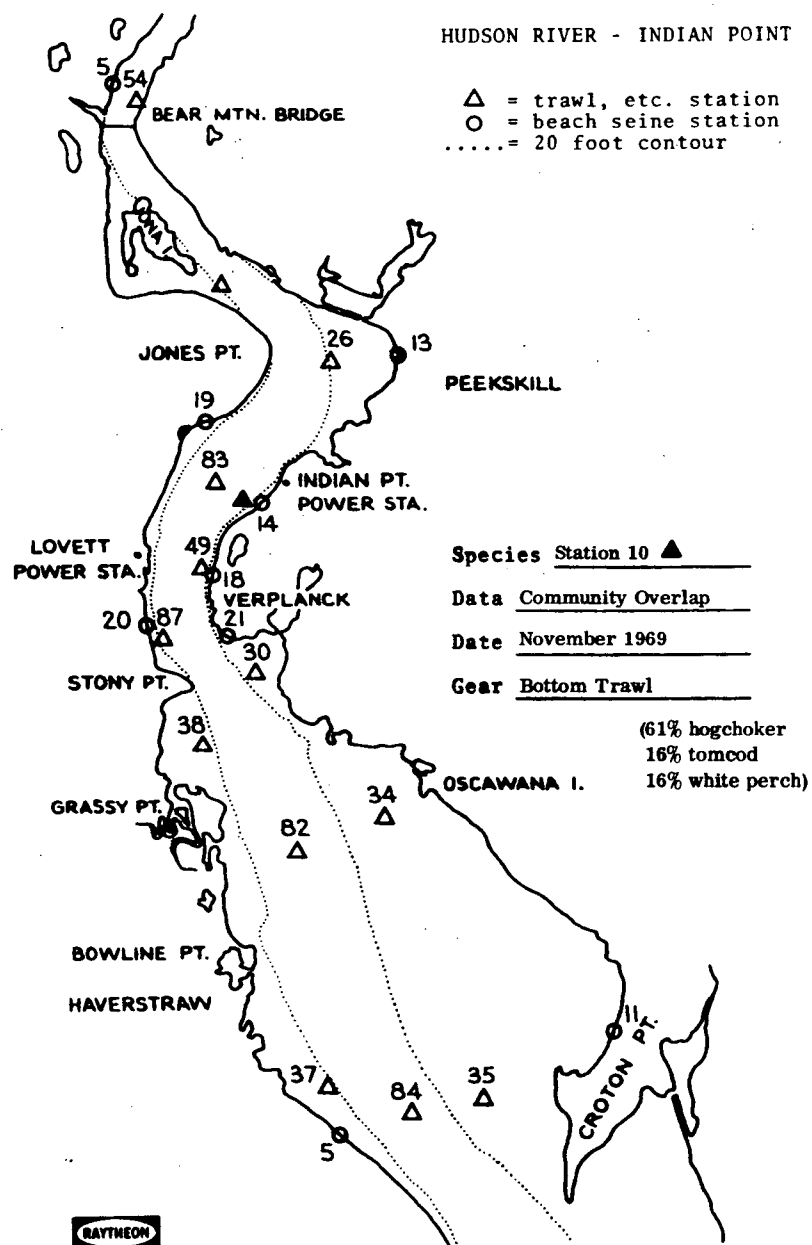 HUDSON RIVER - INDIAN POINT
△ = trawl, etc. station
○ = beach seine station
.....= 20 foot contour
5 54
BEAR MTN. BRIDGE
IONA I.
26
13
JONES PT.
PEEKSKILL
19
83
INDIAN PT.
POWER STA.
14
LOVETT
POWER STA.
49
18
VERPLANCK
Species Station 10 ▲
Data Community Overlap
Date November 1969
Gear Bottom Trawl
20 87
21
30
STONY PT.
38
(61% hogchoker
16% tomcod
16% white perch)
OSCAWANA I.
GRASSY PT.
34
82
BOWLINE PT.
HAVERSTRAW
11
CROTON PT.
37
84
35
5
RAYTHEON